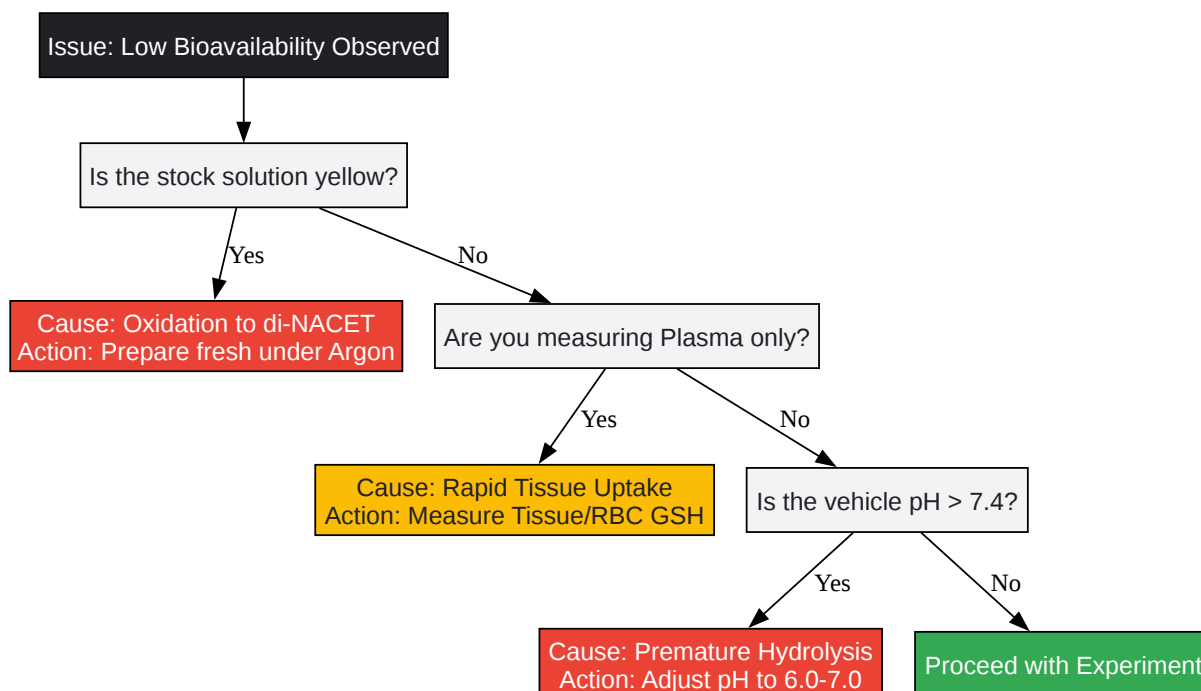 Issue: Low Bioavailability Observed
Is the stock solution yellow?
Yes
No
Cause: Oxidation to di-NACET
Action: Prepare fresh under Argon
Are you measuring Plasma only?
Yes
No
Cause: Rapid Tissue Uptake
Action: Measure Tissue/RBC GSH
Is the vehicle pH > 7.4?
Yes
No
Cause: Premature Hydrolysis
Action: Adjust pH to 6.0-7.0
Proceed with Experiment